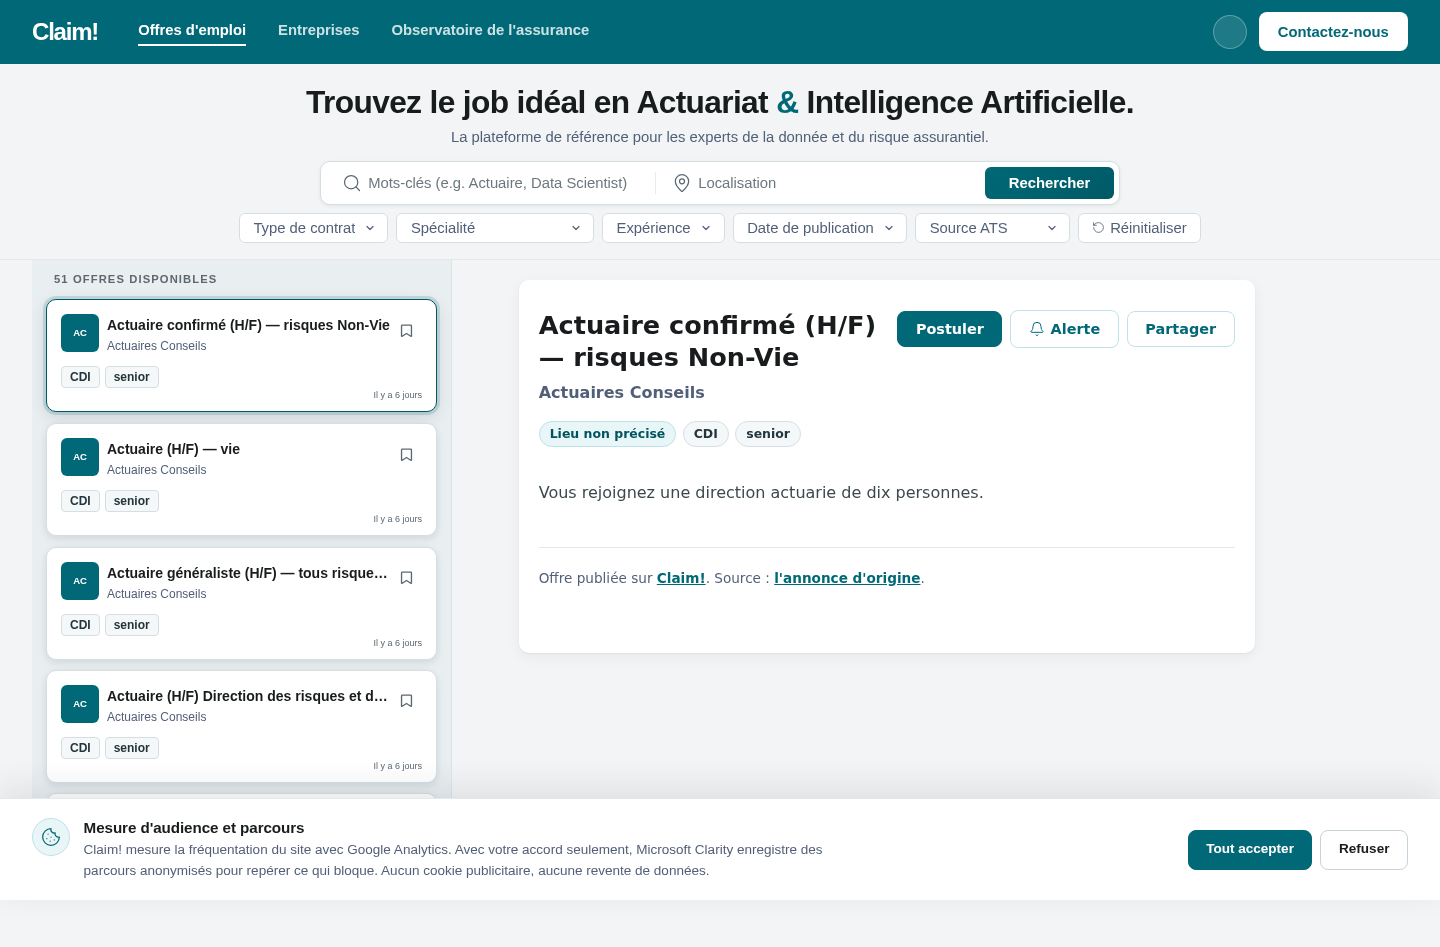 Claim!
Offres d'emploi
Entreprises
Observatoire de l'assurance
Contactez-nous
Trouvez le job idéal en Actuariat & Intelligence Artificielle.
La plateforme de référence pour les experts de la donnée et du risque assurantiel.
Mots-clés (e.g. Actuaire, Data Scientist)
Localisation
Rechercher
Type de contrat
Spécialité
Expérience
Date de publication
Source ATS
Réinitialiser
51 OFFRES DISPONIBLES
AC
Actuaire confirmé (H/F) — risques Non-Vie
Actuaires Conseils
CDI
senior
Il y a 6 jours
AC
Actuaire (H/F) — vie
Actuaires Conseils
CDI
senior
Il y a 6 jours
AC
Actuaire généraliste (H/F) — tous risque...
Actuaires Conseils
CDI
senior
Il y a 6 jours
AC
Actuaire (H/F) Direction des risques et d...
Actuaires Conseils
CDI
senior
Il y a 6 jours
Actuaire confirmé (H/F)
— risques Non-Vie
Postuler
Alerte
Partager
Actuaires Conseils
Lieu non précisé
CDI
senior
Vous rejoignez une direction actuarie de dix personnes.
Offre publiée sur Claim!. Source : l'annonce d'origine.
Mesure d'audience et parcours
Claim! mesure la fréquentation du site avec Google Analytics. Avec votre accord seulement, Microsoft Clarity enregistre des
parcours anonymisés pour repérer ce qui bloque. Aucun cookie publicitaire, aucune revente de données.
Tout accepter
Refuser